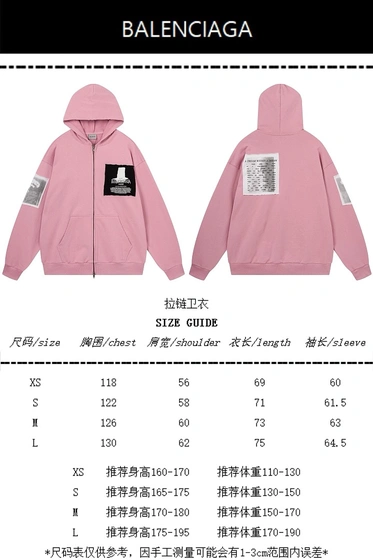 BALENCIAGA
拉链卫衣
SIZE GUIDE
尺码/size 胸围/chest 肩宽/shoulder 衣长/length 袖长/sleeve
XS 118 56 69 60
S 122 58 71 61.5
M 126 60 73 63
L 130 62 75 64.5
XS 推荐身高160-170 推荐体重110-130
S 推荐身高165-175 推荐体重130-150
M 推荐身高170-180 推荐体重150-170
L 推荐身高175-195 推荐体重170-190
*尺码表仅供参考，因手工测量可能会有1-3cm范围内误差*